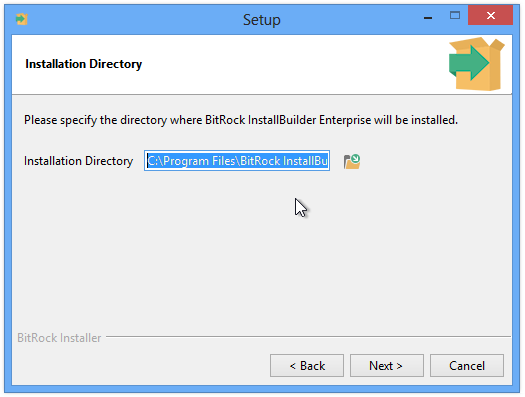 Setup
Installation Directory
Please specify the directory where BitRock InstallBuilder Enterprise will be installed.
Installation Directory C:\Program Files\BitRock InstallBu
BitRock Installer
< Back Next > Cancel